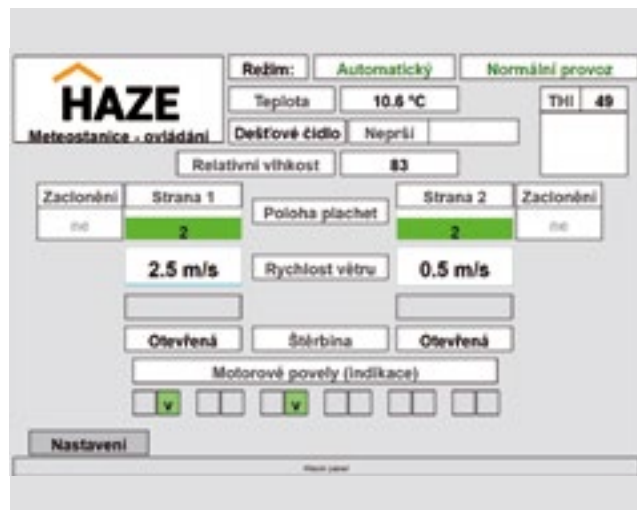 HAZE
Meteostanice - ovládání
Režim: Automatický Normální provoz
Teplota 10.6 °C THI 49
Dešťové čidlo Neprší
Relativní vlhkost 83
Zaclonění Strana 1 Poloha plachet Strana 2 Zaclonění
ne 2 2 ne
2.5 m/s Rychlost větru 0.5 m/s
Otevřená Štěrbina Otevřená
Motorové povely (indikace)
v v
Nastavení
Hlavní panel